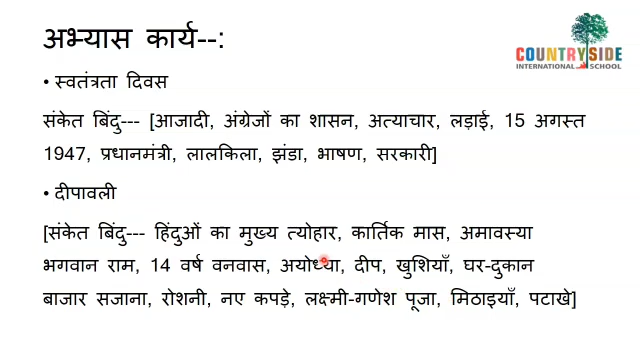 अभ्यास कार्य--:
COUNTRYSIDE
INTERNATIONAL SCHOOL
• स्वतंत्रता दिवस
संकेत बिंदु--- [आजादी, अंग्रेजों का शासन, अत्याचार, लड़ाई, 15 अगस्त
1947, प्रधानमंत्री, लालकिला, झंडा, भाषण, सरकारी]
• दीपावली
[संकेत बिंदु--- हिंदुओं का मुख्य त्योहार, कार्तिक मास, अमावस्या
भगवान राम, 14 वर्ष वनवास, अयोध्या, दीप, खुशियाँ, घर-दुकान
बाजार सजाना, रोशनी, नए कपड़े, लक्ष्मी-गणेश पूजा, मिठाइयाँ, पटाखे]